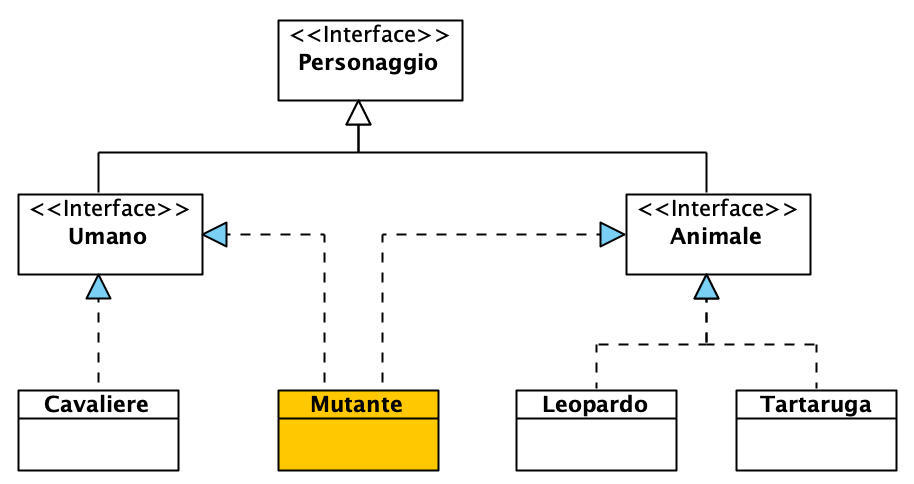 <<Interface>>
Personaggio
<<Interface>>
Umano
<<Interface>>
Animale
Cavaliere
Mutante
Leopardo
Tartaruga